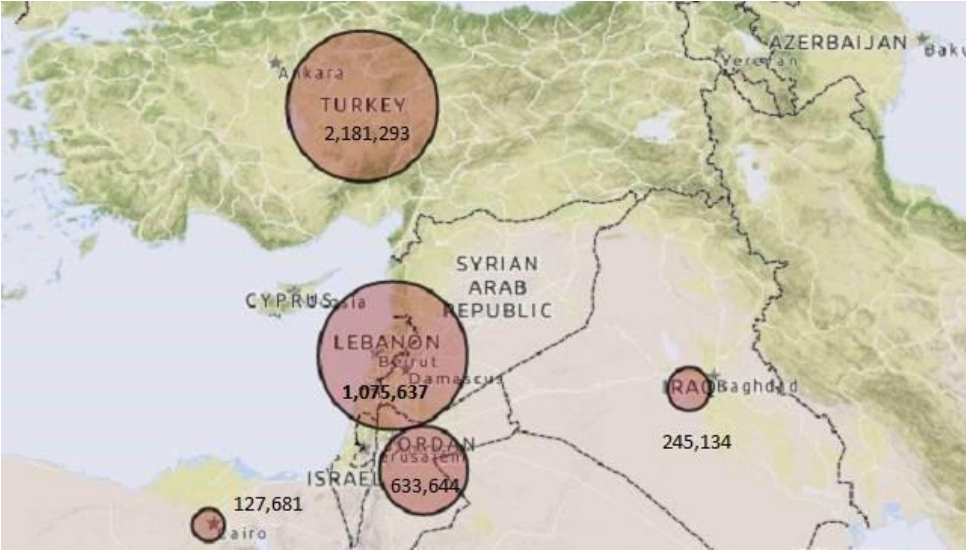 AZERBAIJAN
Baku
Yerevan
Ankara
TURKEY
2,181,293
SYRIAN
ARAB
REPUBLIC
CYPRUS
LEBANON
Beirut
Damascus
1,075,637
IRAQ
Baghdad
245,134
JORDAN
Jerusalem
ISRAEL
633,644
127,681
Cairo